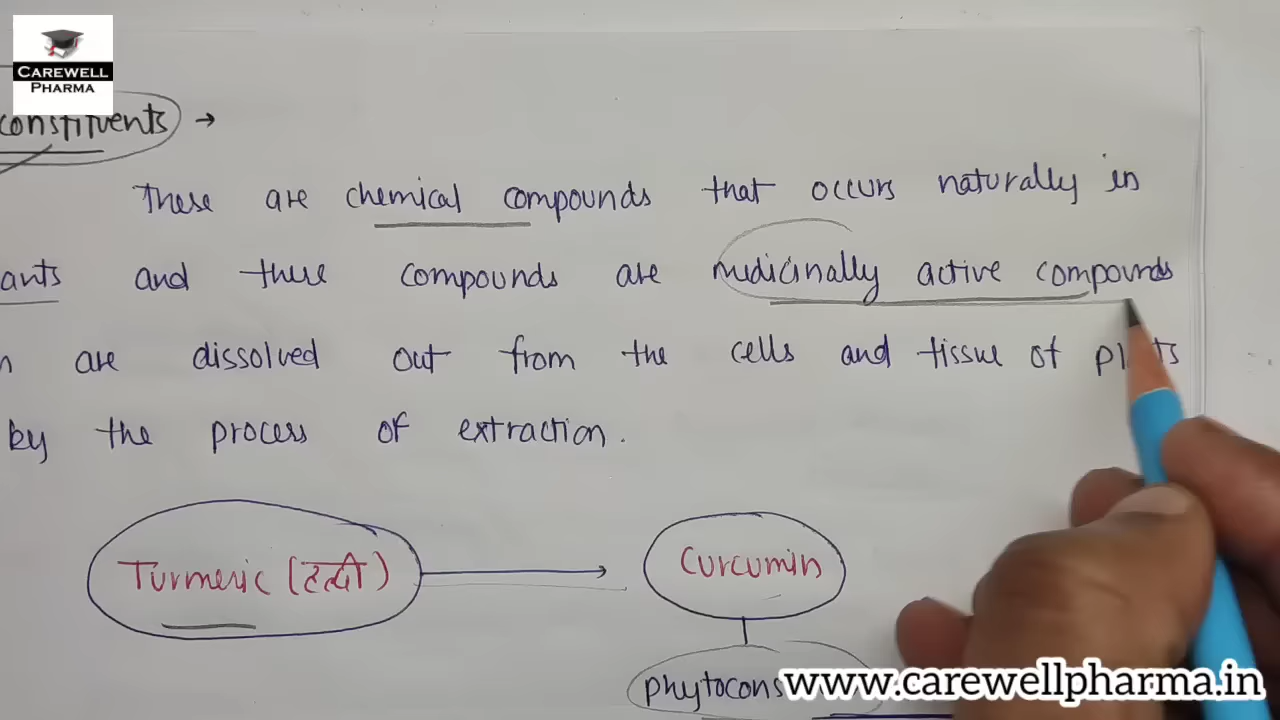 CAREWELL
PHARMA
constituents →
These are chemical compounds that occurs naturally in
ants and these compounds are medicinally active compounds
are dissolved out from the cells and tissue of
by the process of extraction.
Turmeric (हल्दी) → Curcumin
phytocons
www.carewellpharma.in